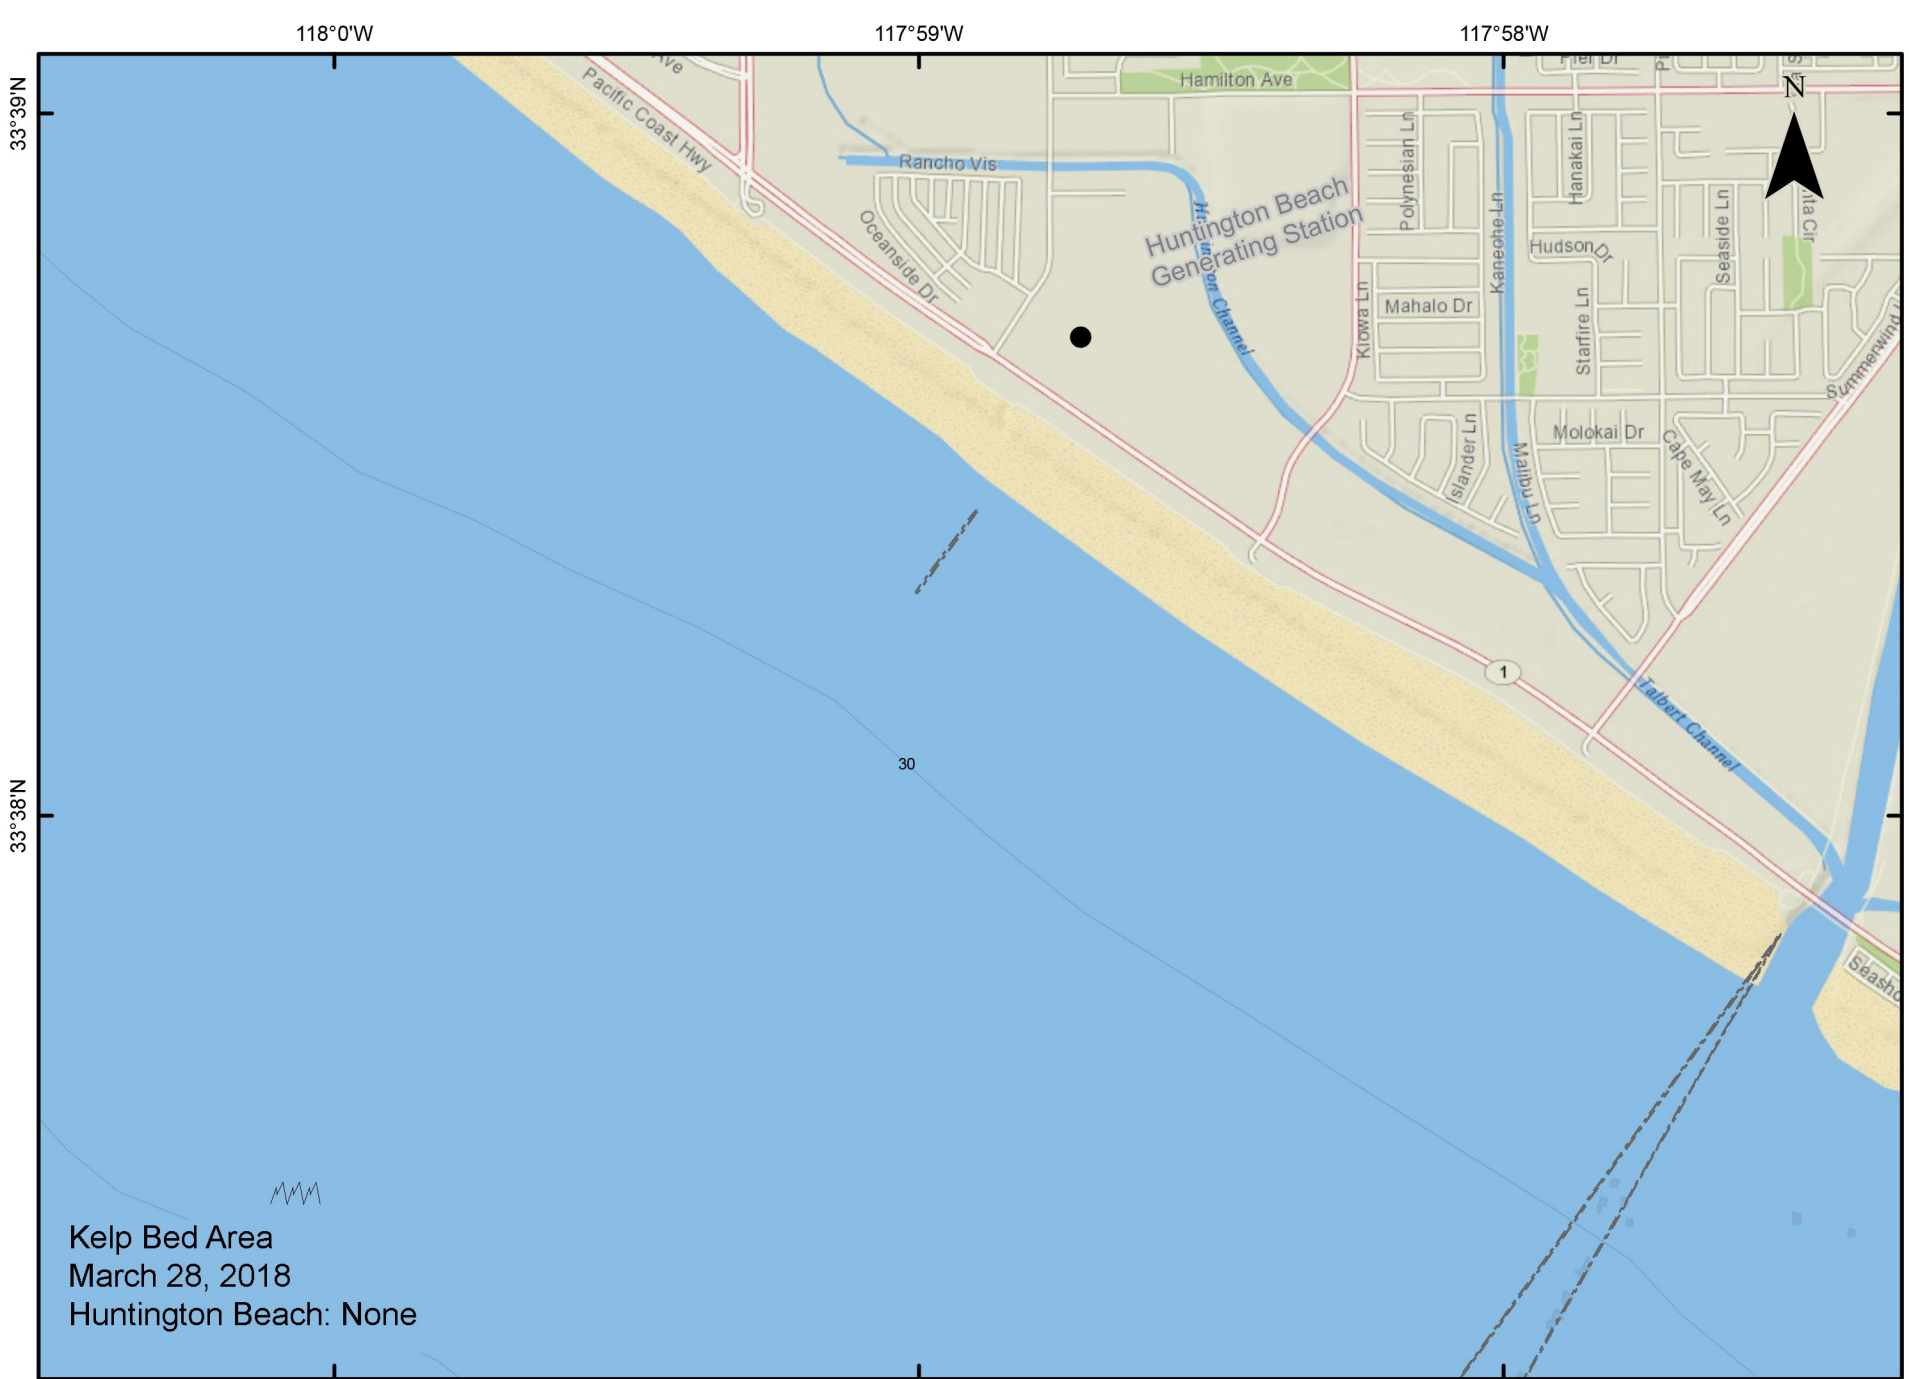 118°0'W
117°59'W
117°58'W
33°39'N
33°38'N
Ave
Pacific Coast Hwy
Hamilton Ave
Rancho Vis
Oceanside Dr
Huntington Beach
Generating Station
Channel
Kiowa Ln
Polynesian Ln
Mahalo Dr
Kaneohe Ln
Hanakai Ln
Hudson Dr
Starfire Ln
Seaside Ln
N
Summerwind
Islander Ln
Malibu Ln
Molokai Dr
Cape May Ln
1
Talbert Channel
30
Kelp Bed Area
March 28, 2018
Huntington Beach: None